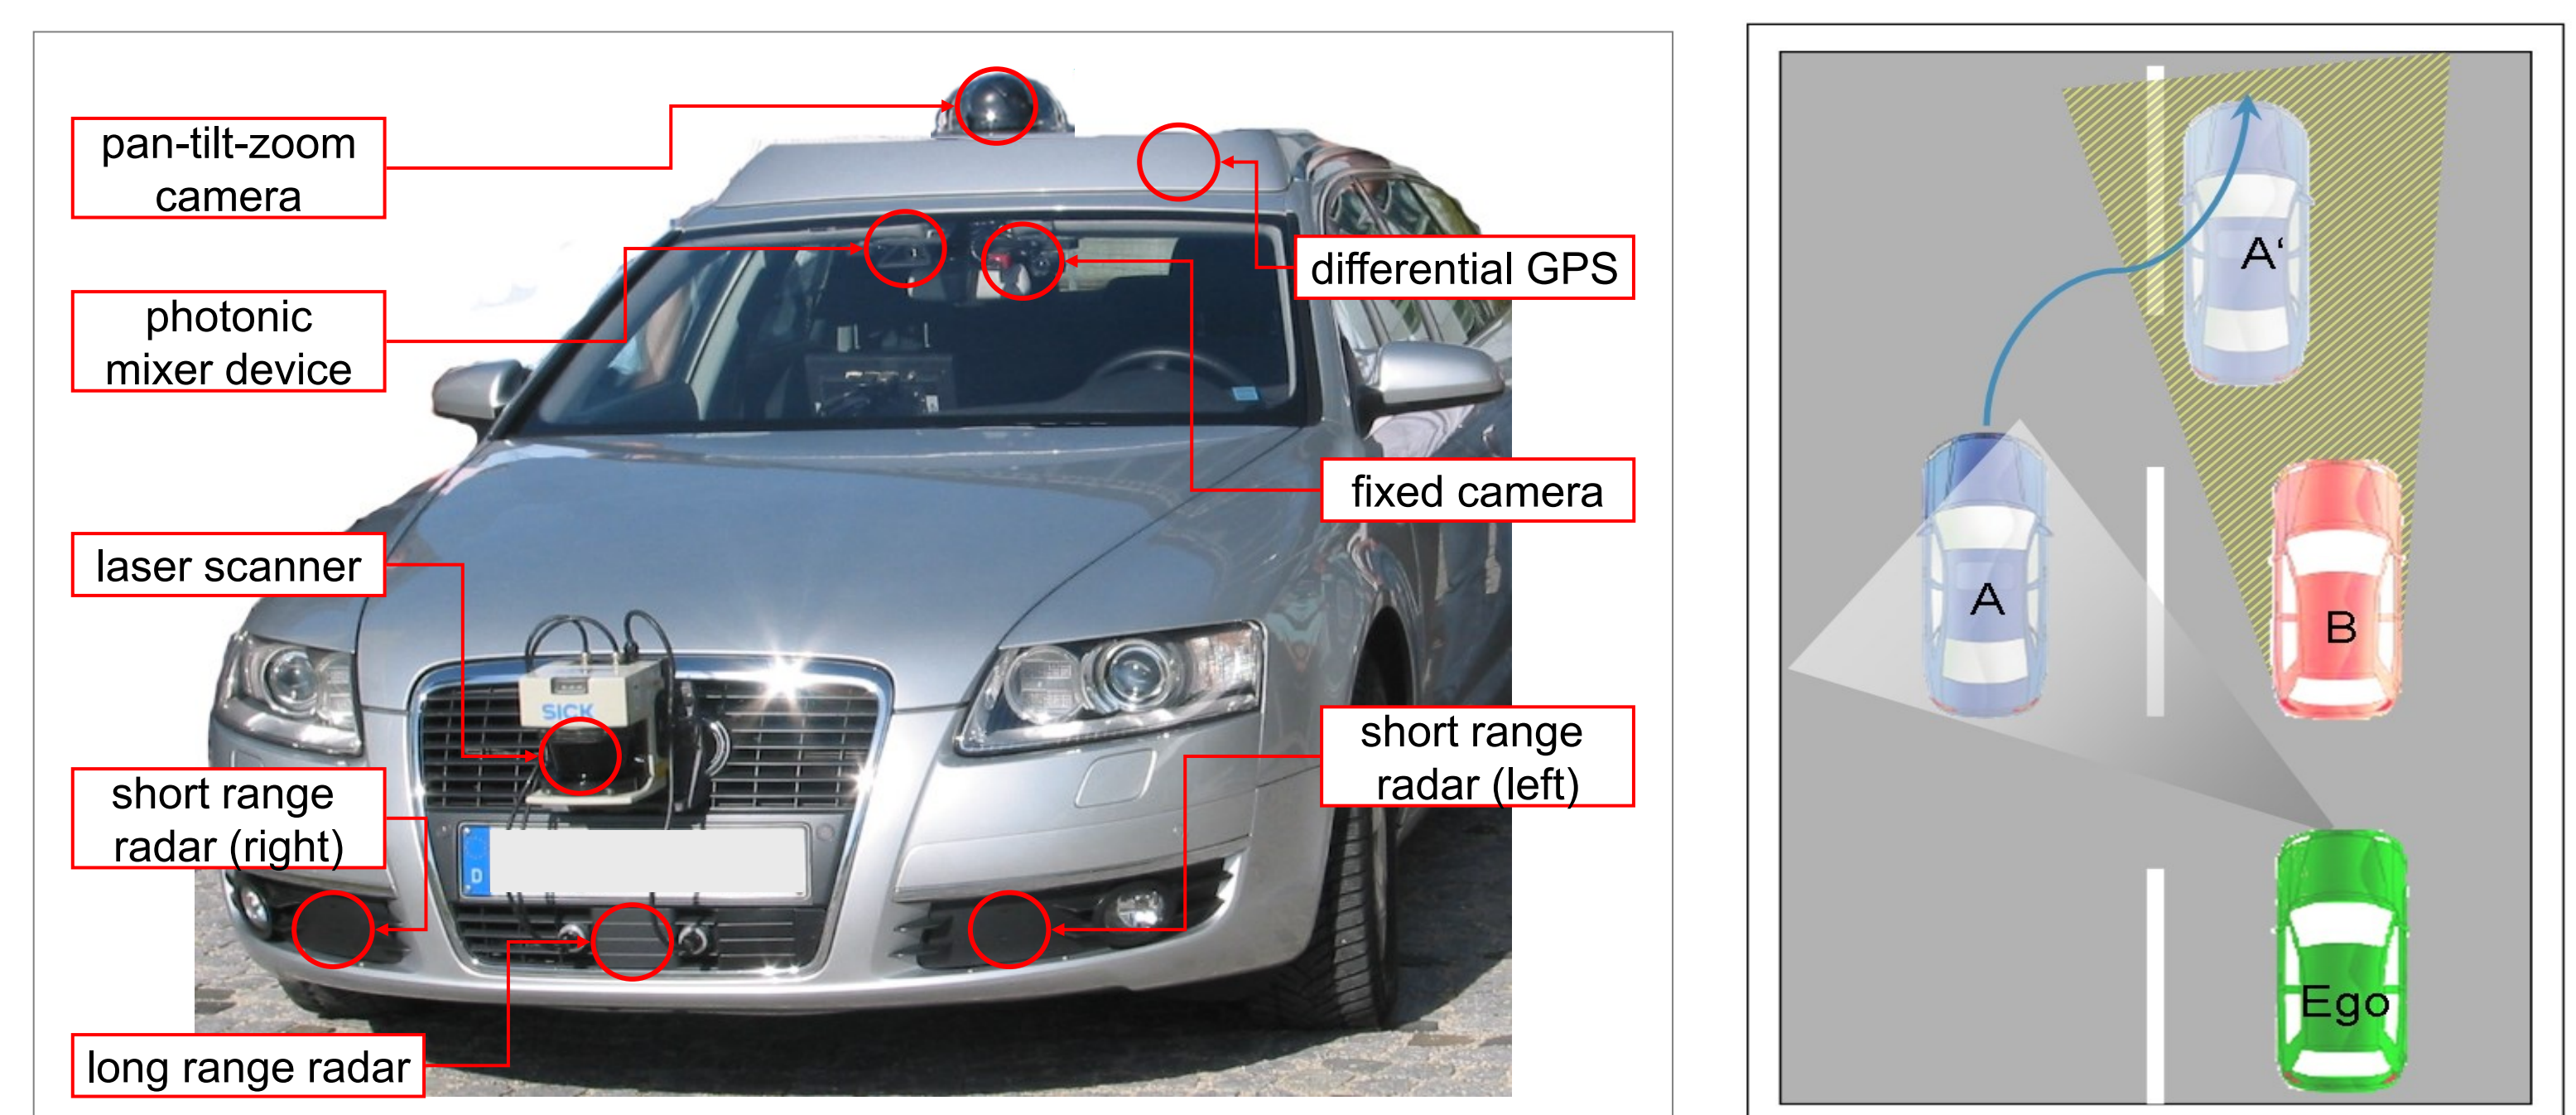 pan-tilt-zoom
camera
photonic
mixer device
laser scanner
short range
radar (right)
long range radar
differential GPS
fixed camera
short range
radar (left)
SICK
D
A‘
A
B
Ego